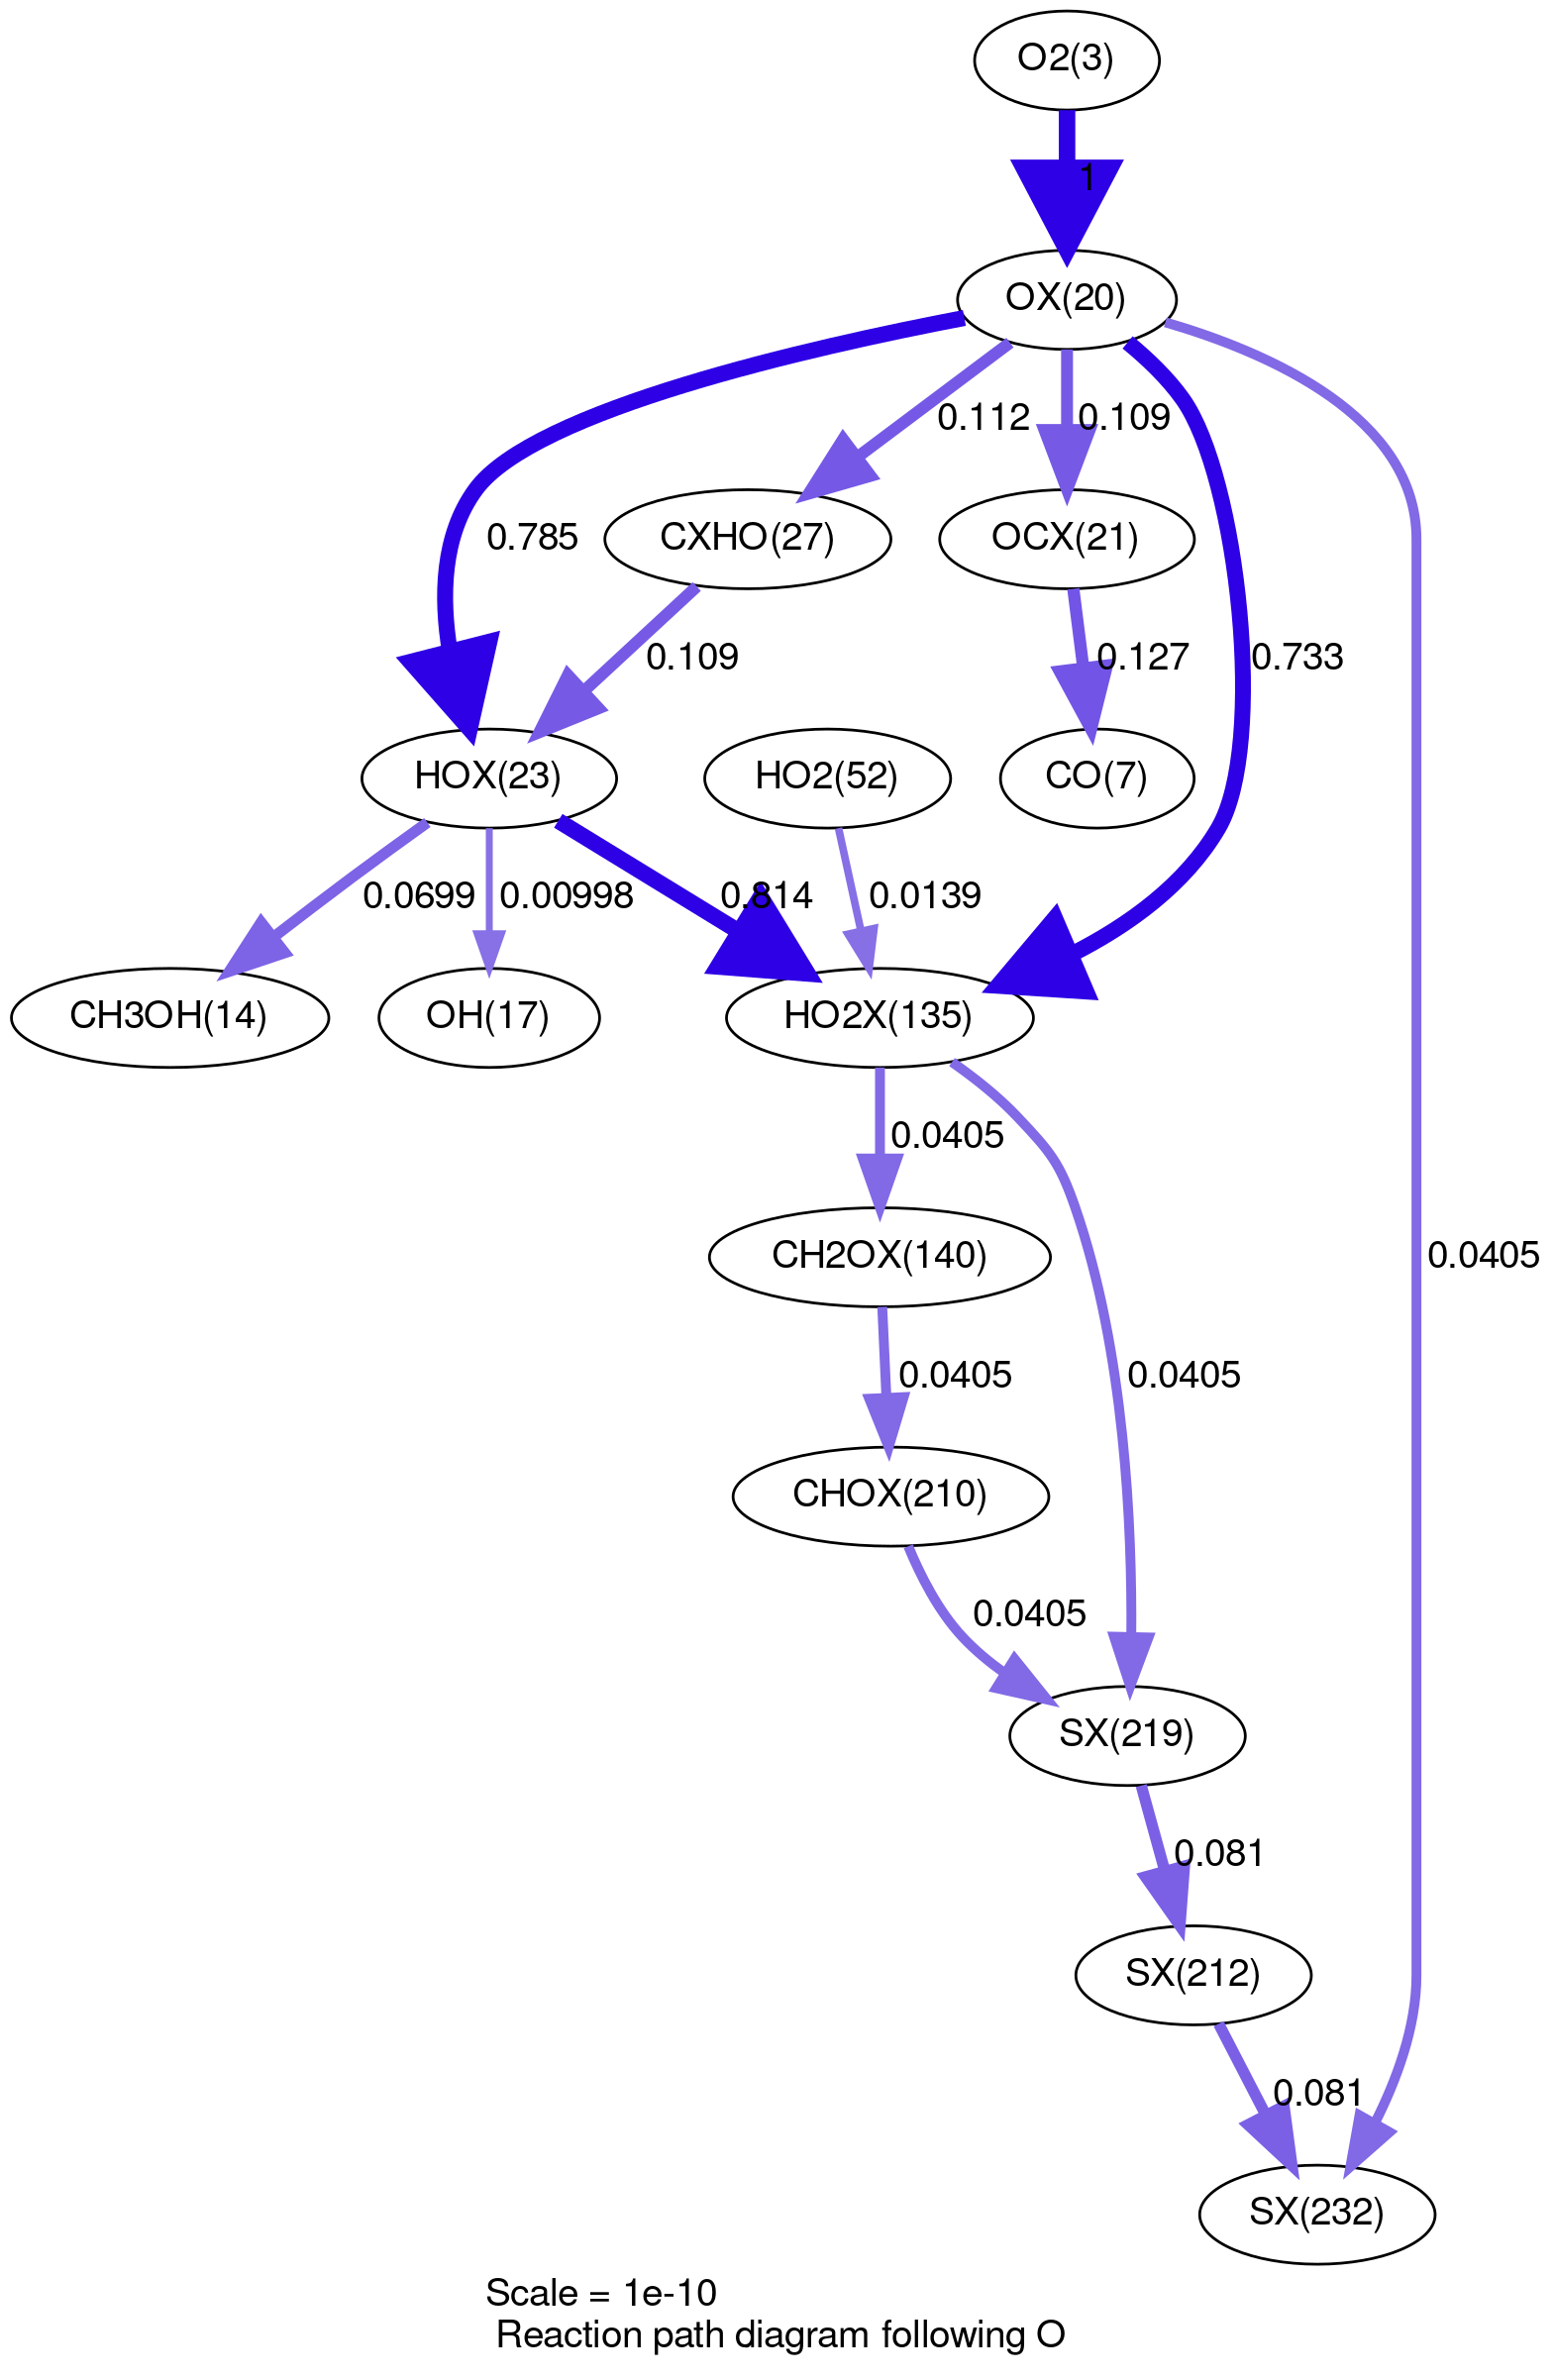 O2(3)
1
OX(20)
0.112
0.109
0.785
CXHO(27)
OCX(21)
0.109
0.127
0.733
HOX(23)
HO2(52)
CO(7)
0.0699
0.00998
0.814
0.0139
CH3OH(14)
OH(17)
HO2X(135)
0.0405
CH2OX(140)
0.0405
0.0405
0.0405
CHOX(210)
0.0405
SX(219)
0.081
SX(212)
0.081
SX(232)
Scale = 1e-10
Reaction path diagram following O